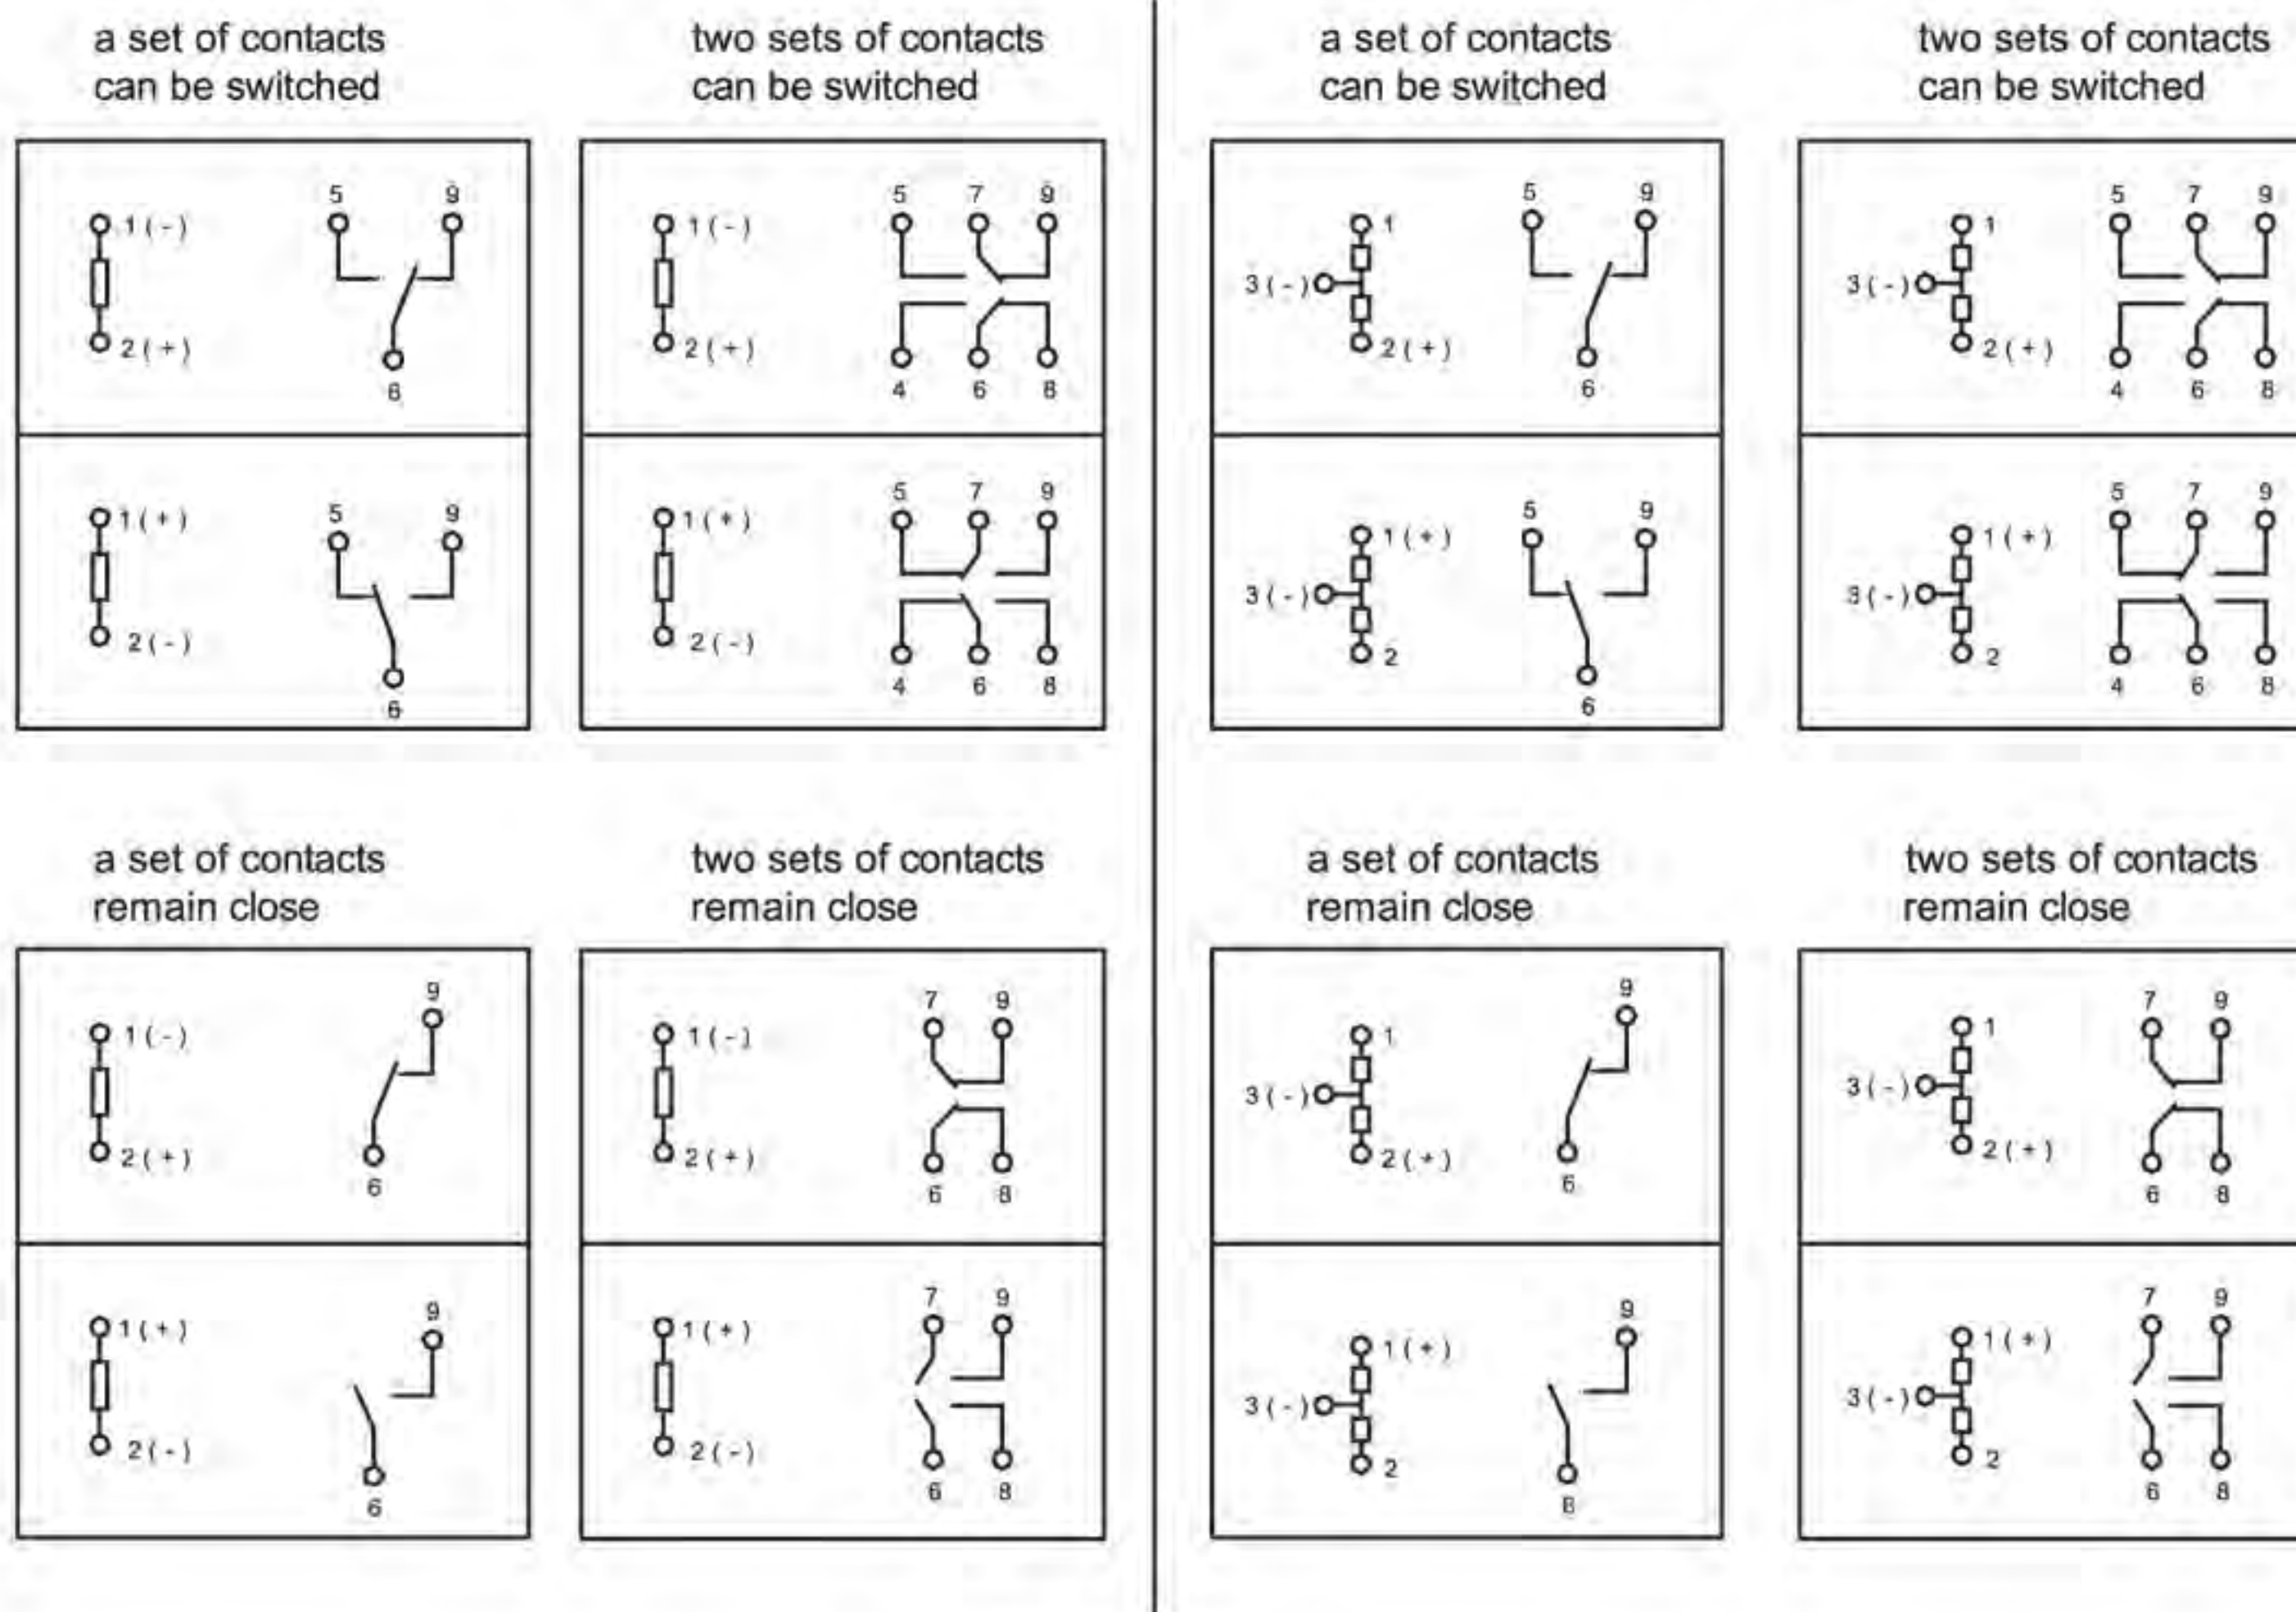 a set of contacts
can be switched
two sets of contacts
can be switched
a set of contacts
can be switched
two sets of contacts
can be switched
1(-)
2(+)
5 9
6
1(-)
2(+)
5 7 9
4 6 8
1
3(-)
2(+)
5 9
6
1
3(-)
2(+)
5 7 9
4 6 8
1(+)
2(-)
5 9
6
1(+)
2(-)
5 7 9
4 6 8
1(+)
3(-)
2
5 9
6
1(+)
3(-)
2
5 7 9
4 6 8
a set of contacts
remain close
two sets of contacts
remain close
a set of contacts
remain close
two sets of contacts
remain close
1(-)
2(+)
9
6
1(-)
2(+)
7 9
6 8
1
3(-)
2(+)
9
6
1
3(-)
2(+)
7 9
6 8
1(+)
2(-)
9
6
1(+)
2(-)
7 9
6 8
1(+)
3(-)
2
9
6
1(+)
3(-)
2
7 9
6 8